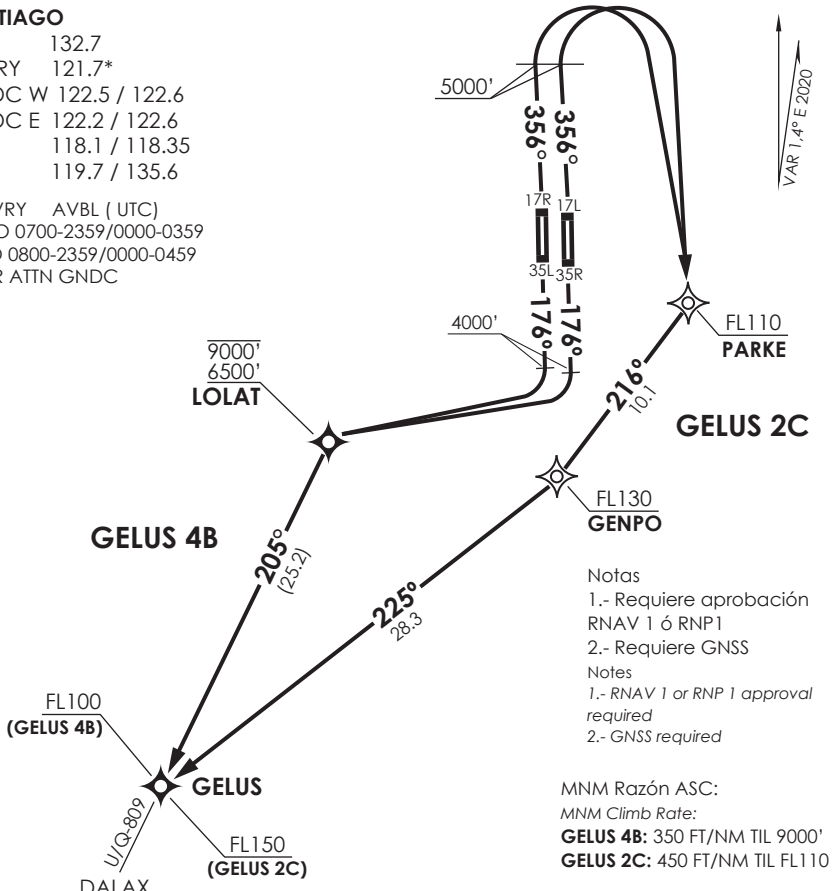 TIAGO
132.7
RY 121.7*
DC W 122.5 / 122.6
DC E 122.2 / 122.6
118.1 / 118.35
119.7 / 135.6
VRY AVBL ( UTC)
O 0700-2359/0000-0359
O 0800-2359/0000-0459
R ATTN GNDC
5000'
356°
356°
17R
17L
35L
35R
176°
176°
4000'
VAR 1,4° E 2020
FL110
PARKE
216°
10.1
GELUS 2C
9000'
6500'
LOLAT
FL130
GENPO
GELUS 4B
205°
(25.2)
225°
28.3
Notas
1.- Requiere aprobación
RNAV 1 ó RNP1
2.- Requiere GNSS
Notes
1.- RNAV 1 or RNP 1 approval
required
2.- GNSS required
FL100
(GELUS 4B)
GELUS
U/Q-809
DALAX
FL150
(GELUS 2C)
MNM Razón ASC:
MNM Climb Rate:
GELUS 4B: 350 FT/NM TIL 9000'
GELUS 2C: 450 FT/NM TIL FL110